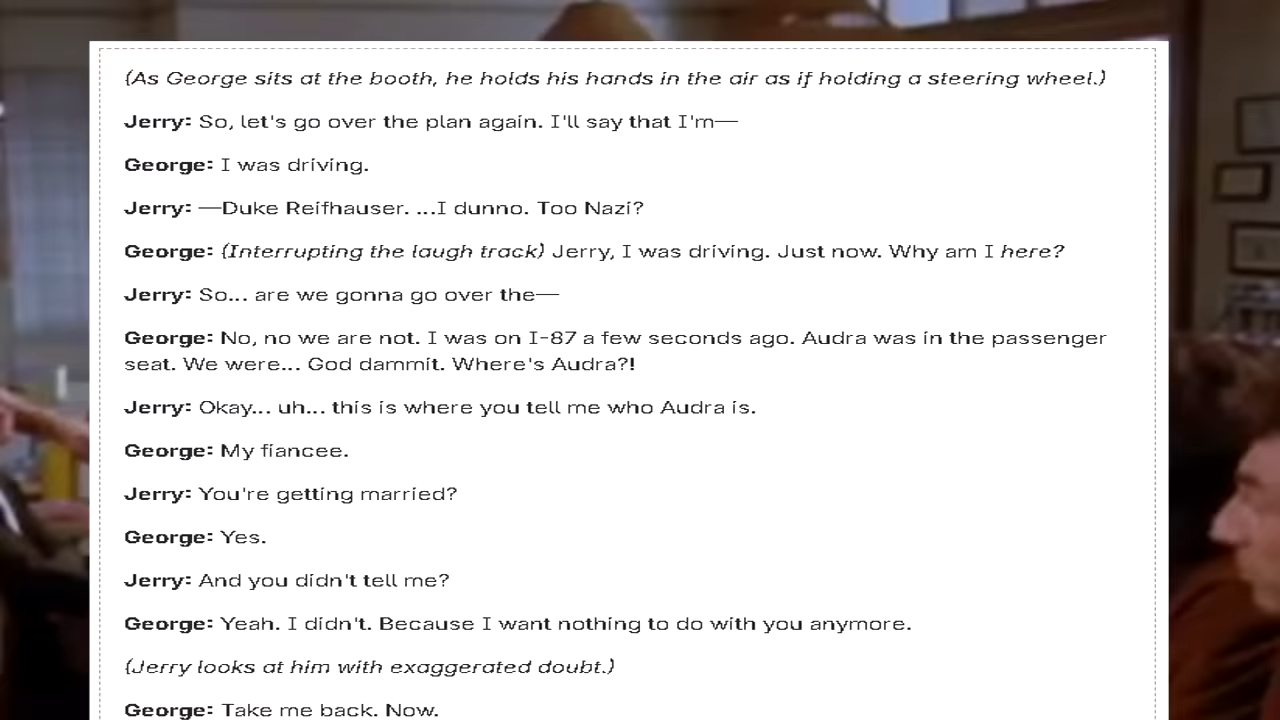 (As George sits at the booth, he holds his hands in the air as if holding a steering wheel.)
Jerry: So, let's go over the plan again. I'll say that I'm—
George: I was driving.
Jerry: —Duke Reifhauser. ...I dunno. Too Nazi?
George: (Interrupting the laugh track) Jerry, I was driving. Just now. Why am I here?
Jerry: So... are we gonna go over the—
George: No, no we are not. I was on I-87 a few seconds ago. Audra was in the passenger
seat. We were... God dammit. Where's Audra?!
Jerry: Okay... uh... this is where you tell me who Audra is.
George: My fiancee.
Jerry: You're getting married?
George: Yes.
Jerry: And you didn't tell me?
George: Yeah. I didn't. Because I want nothing to do with you anymore.
(Jerry looks at him with exaggerated doubt.)
George: Take me back. Now.